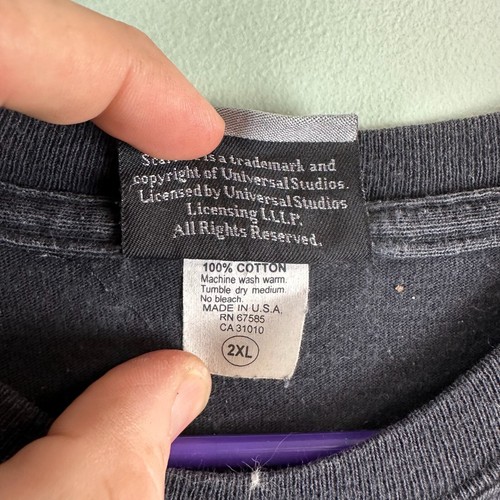 is a trademark and
copyright of Universal Studios.
Licensed by Universal Studios
Licensing L.L.L.P.
All Rights Reserved.
100% COTTON
Machine wash warm.
Tumble dry medium.
No bleach.
MADE IN U.S.A.
RN 67585
CA 31010
2XL